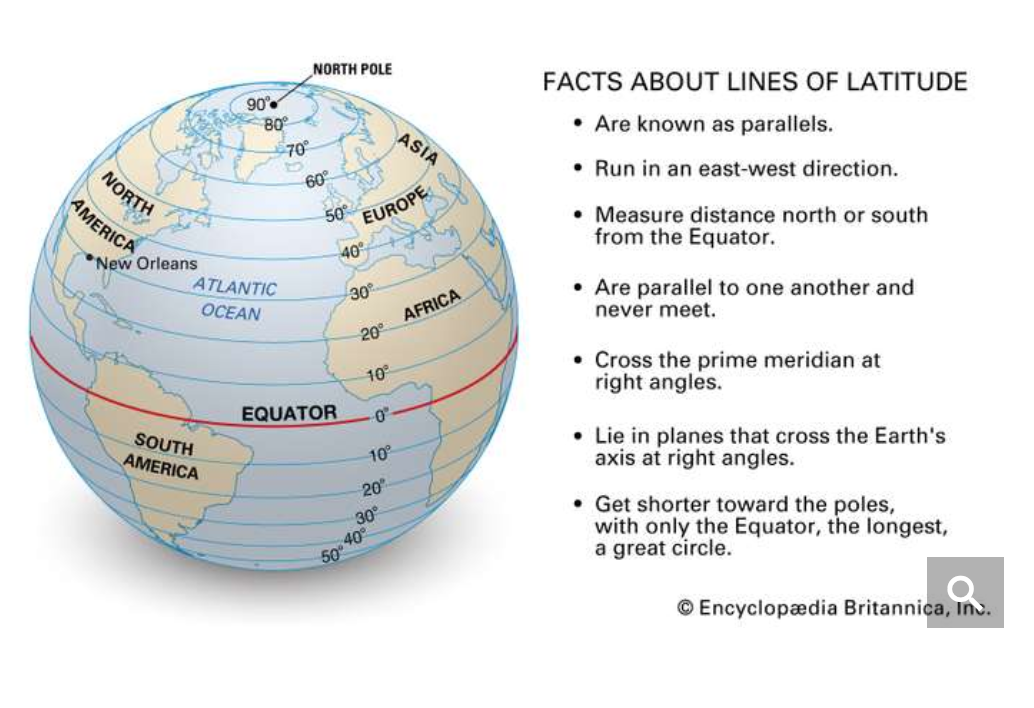 NORTH POLE
90°
80°
70°
60°
50°
40°
30°
20°
10°
0°
10°
20°
30°
40°
50°
ASIA
NORTH
AMERICA
EUROPE
New Orleans
ATLANTIC
OCEAN
AFRICA
EQUATOR
SOUTH
AMERICA
FACTS ABOUT LINES OF LATITUDE
• Are known as parallels.
• Run in an east-west direction.
• Measure distance north or south
from the Equator.
• Are parallel to one another and
never meet.
• Cross the prime meridian at
right angles.
• Lie in planes that cross the Earth's
axis at right angles.
• Get shorter toward the poles,
with only the Equator, the longest,
a great circle.
© Encyclopædia Britannica, Inc.